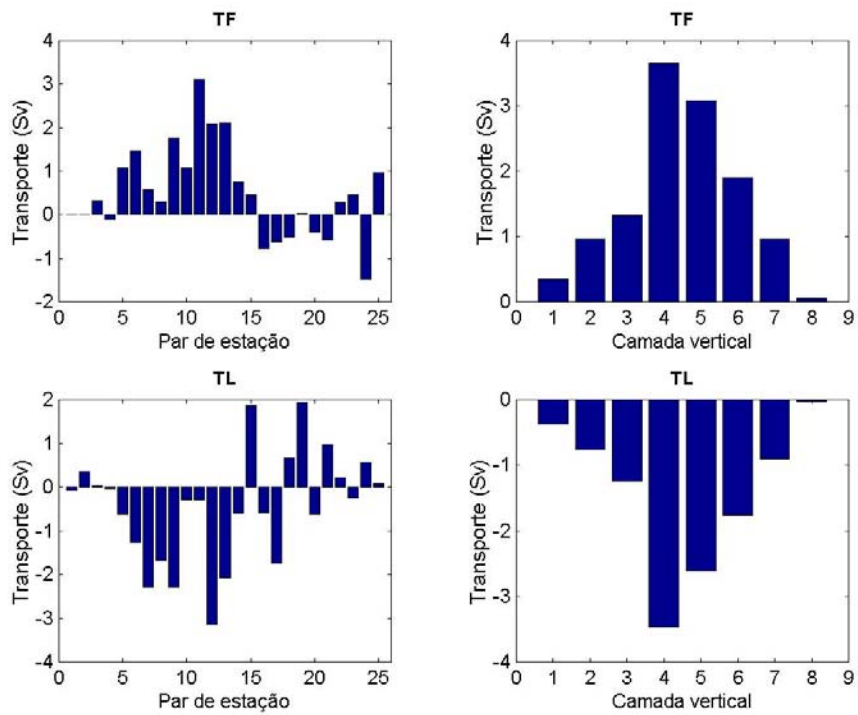 TF
4
3
2
1
0
-1
-2
Transporte (Sv)
0 5 10 15 20 25
Par de estação
TF
4
3
2
1
0
Transporte (Sv)
0 1 2 3 4 5 6 7 8 9
Camada vertical
TL
2
1
0
-1
-2
-3
-4
Transporte (Sv)
0 5 10 15 20 25
Par de estação
TL
0
-1
-2
-3
-4
Transporte (Sv)
0 1 2 3 4 5 6 7 8 9
Camada vertical